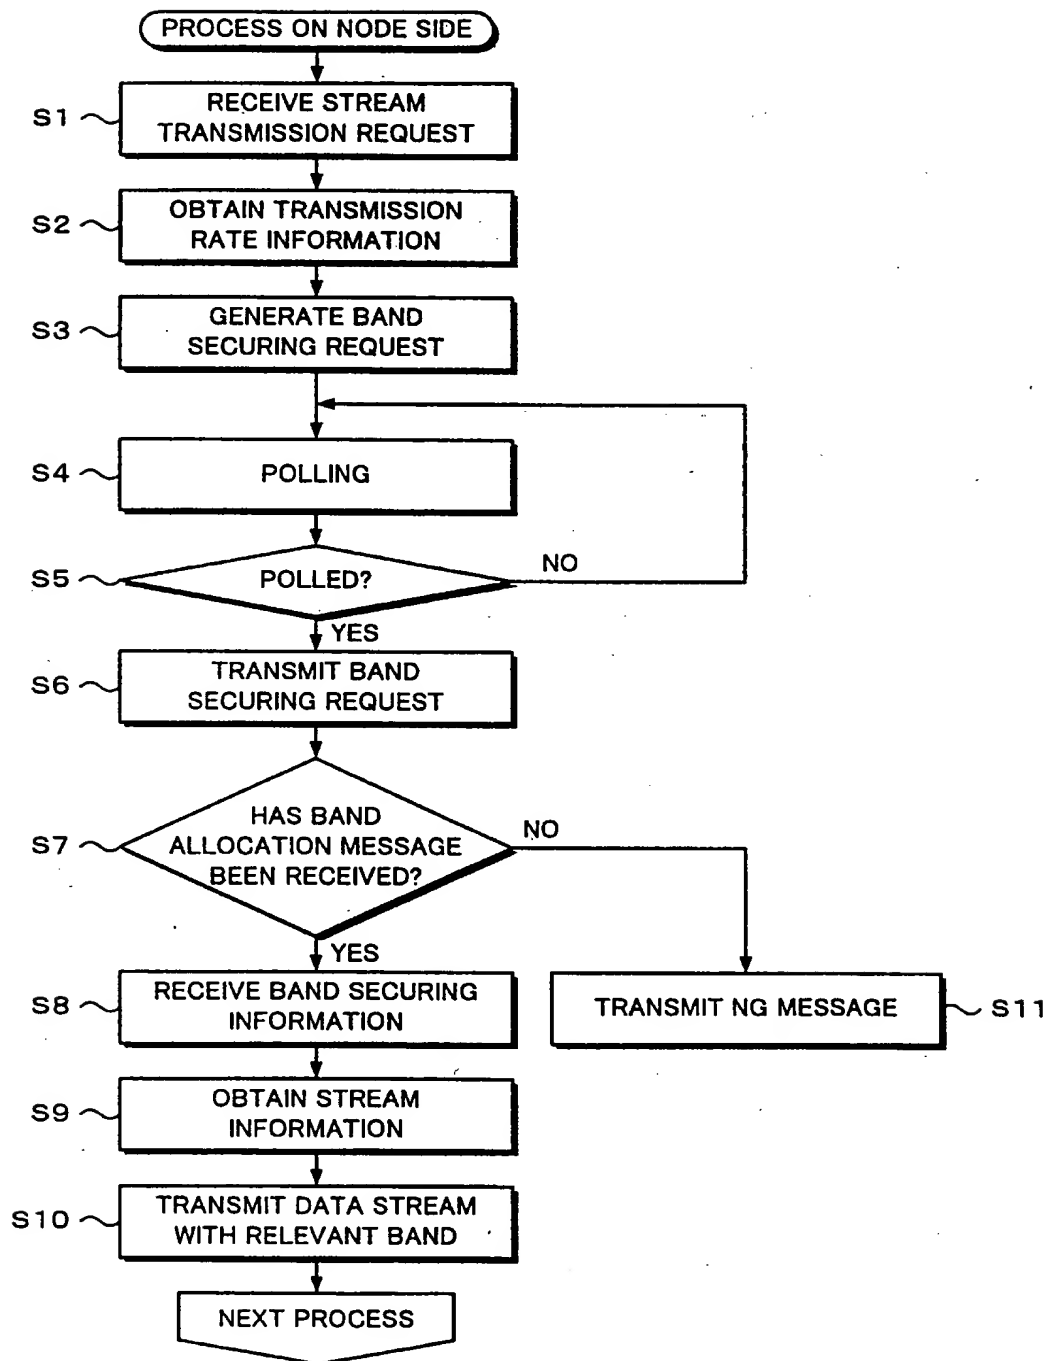 PROCESS ON NODE SIDE
S1
RECEIVE STREAM
TRANSMISSION REQUEST
S2
OBTAIN TRANSMISSION
RATE INFORMATION
S3
GENERATE BAND
SECURING REQUEST
S4
POLLING
S5
POLLED?
NO
YES
S6
TRANSMIT BAND
SECURING REQUEST
S7
HAS BAND
ALLOCATION MESSAGE
BEEN RECEIVED?
NO
YES
S8
RECEIVE BAND SECURING
INFORMATION
TRANSMIT NG MESSAGE
S11
S9
OBTAIN STREAM
INFORMATION
S10
TRANSMIT DATA STREAM
WITH RELEVANT BAND
NEXT PROCESS